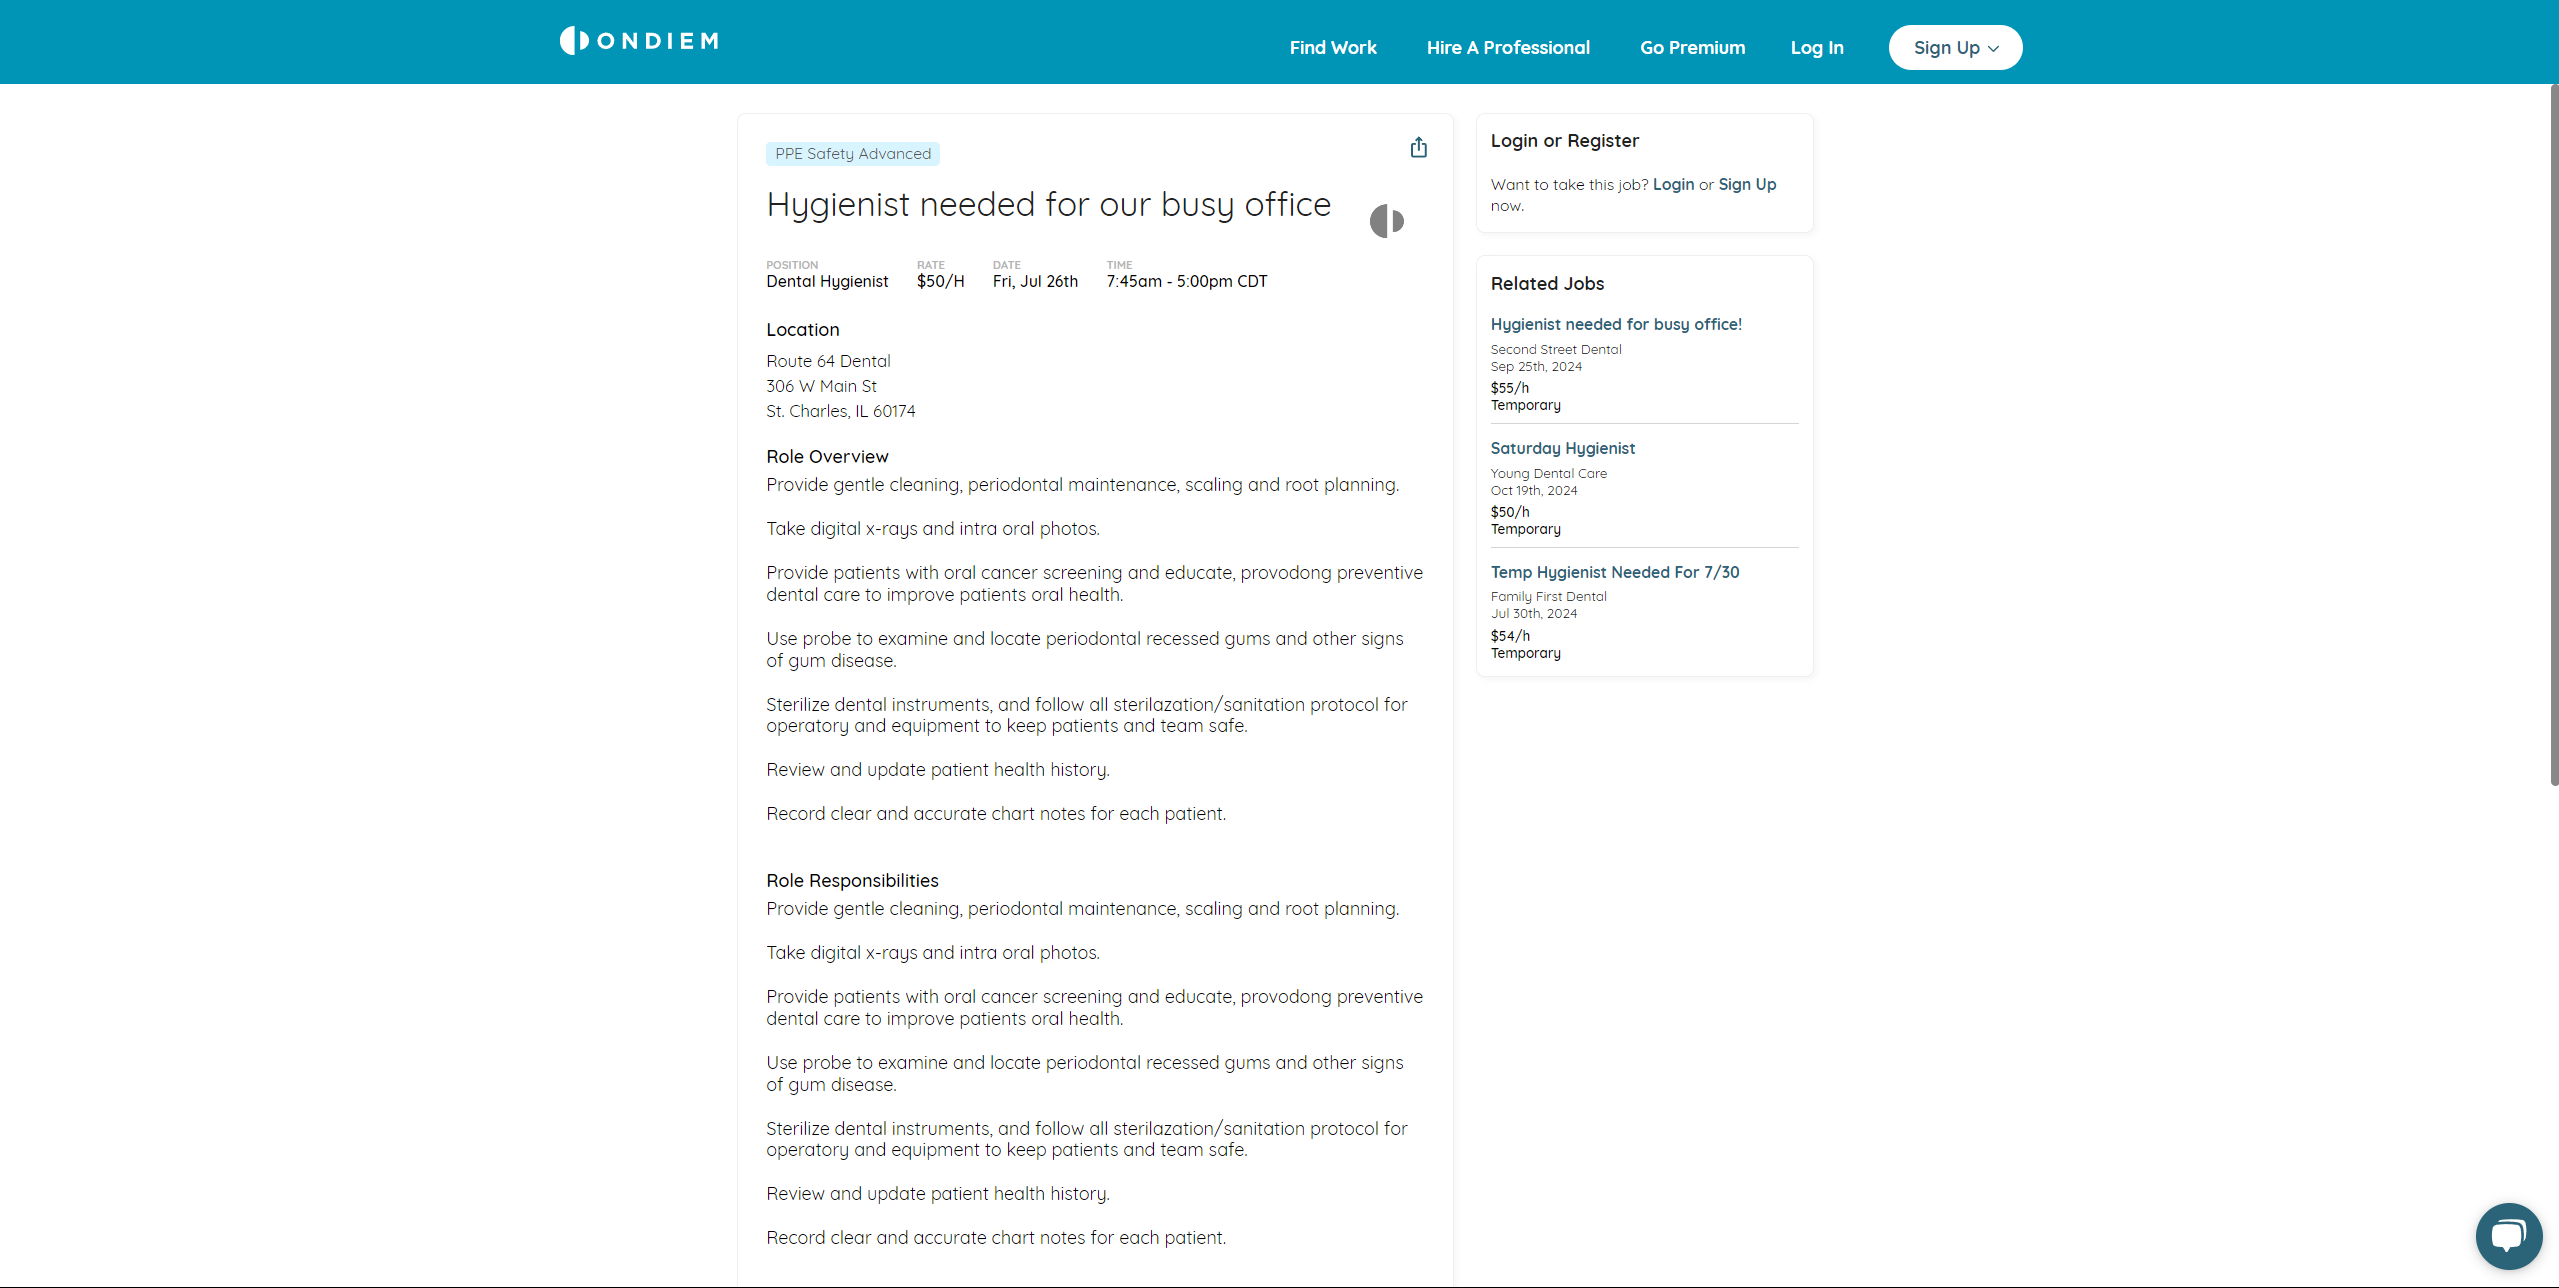 ONDIEM
Find Work
Hire A Professional
Go Premium
Log In
Sign Up
PPE Safety Advanced
Hygienist needed for our busy office
POSITION
Dental Hygienist
RATE
$50/H
DATE
Fri, Jul 26th
TIME
7:45am - 5:00pm CDT
Location
Route 64 Dental
306 W Main St
St. Charles, IL 60174
Role Overview
Provide gentle cleaning, periodontal maintenance, scaling and root planning.
Take digital x-rays and intra oral photos.
Provide patients with oral cancer screening and educate, provodong preventive
dental care to improve patients oral health.
Use probe to examine and locate periodontal recessed gums and other signs
of gum disease.
Sterilize dental instruments, and follow all sterilazation/sanitation protocol for
operatory and equipment to keep patients and team safe.
Review and update patient health history.
Record clear and accurate chart notes for each patient.
Role Responsibilities
Provide gentle cleaning, periodontal maintenance, scaling and root planning.
Take digital x-rays and intra oral photos.
Provide patients with oral cancer screening and educate, provodong preventive
dental care to improve patients oral health.
Use probe to examine and locate periodontal recessed gums and other signs
of gum disease.
Sterilize dental instruments, and follow all sterilazation/sanitation protocol for
operatory and equipment to keep patients and team safe.
Review and update patient health history.
Record clear and accurate chart notes for each patient.
Login or Register
Want to take this job? Login or Sign Up
now.
Related Jobs
Hygienist needed for busy office!
Second Street Dental
Sep 25th, 2024
$55/h
Temporary
Saturday Hygienist
Young Dental Care
Oct 19th, 2024
$50/h
Temporary
Temp Hygienist Needed For 7/30
Family First Dental
Jul 30th, 2024
$54/h
Temporary